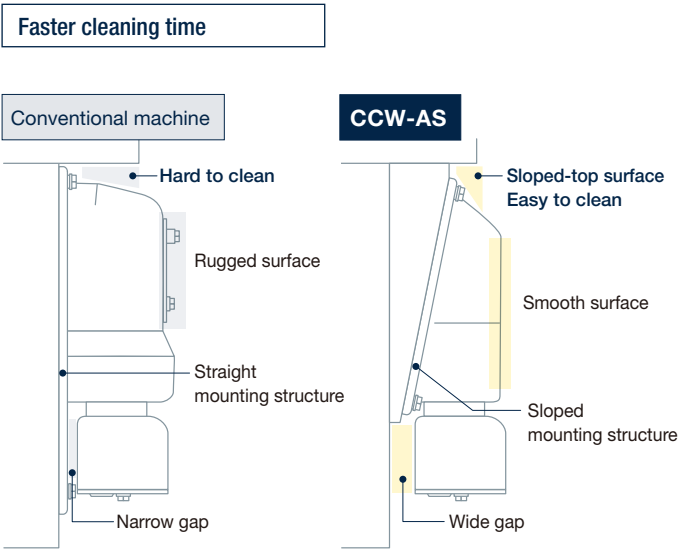 Faster cleaning time
Conventional machine
Hard to clean
Rugged surface
Straight
mounting structure
Narrow gap
CCW-AS
Sloped-top surface
Easy to clean
Smooth surface
Sloped
mounting structure
Wide gap